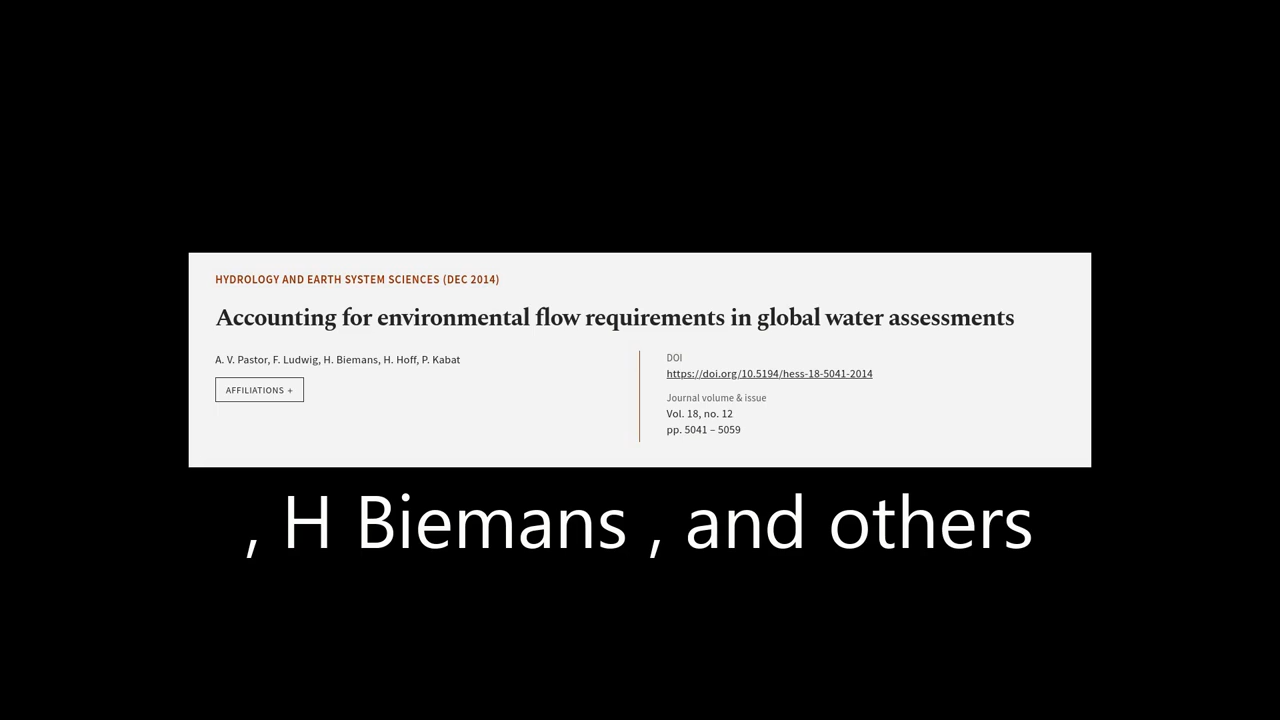 HYDROLOGY AND EARTH SYSTEM SCIENCES (DEC 2014)
Accounting for environmental flow requirements in global water assessments
A. V. Pastor, F. Ludwig, H. Biemans, H. Hoff, P. Kabat
AFFILIATIONS +
DOI
https://doi.org/10.5194/hess-18-5041-2014
Journal volume & issue
Vol. 18, no. 12
pp. 5041 – 5059
, H Biemans , and others